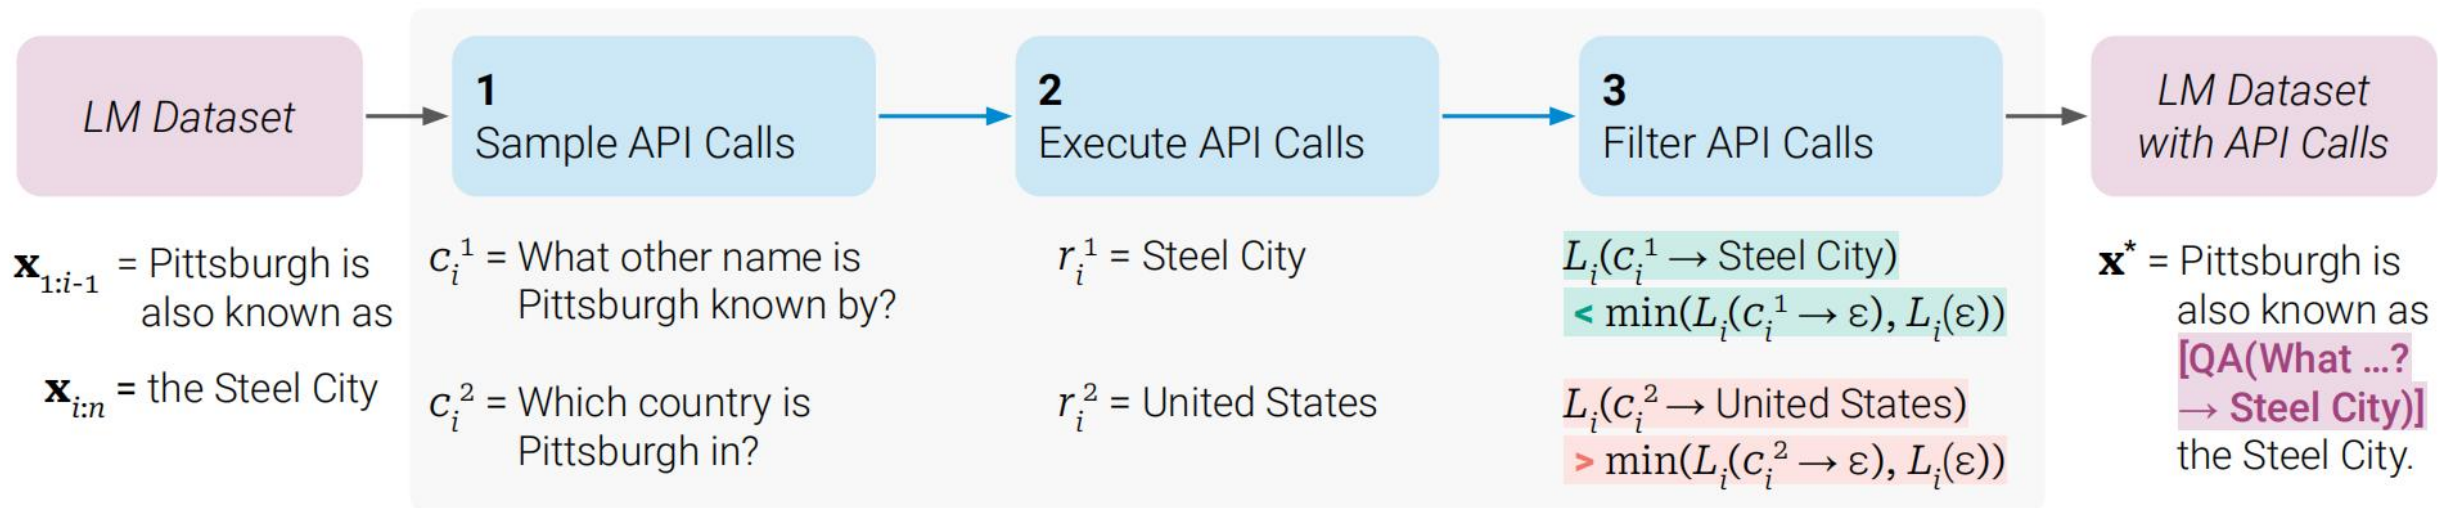 LM Dataset
1
Sample API Calls
2
Execute API Calls
3
Filter API Calls
LM Dataset
with API Calls
x₁:ᵢ₋₁ = Pittsburgh is
also known as
xᵢ:ₙ = the Steel City
cᵢ¹ = What other name is
Pittsburgh known by?
cᵢ² = Which country is
Pittsburgh in?
rᵢ¹ = Steel City
rᵢ² = United States
Lᵢ(cᵢ¹ → Steel City)
< min(Lᵢ(cᵢ¹ → ε), Lᵢ(ε))
Lᵢ(cᵢ² → United States)
> min(Lᵢ(cᵢ² → ε), Lᵢ(ε))
x* = Pittsburgh is
also known as
[QA(What ...?
→ Steel City)]
the Steel City.